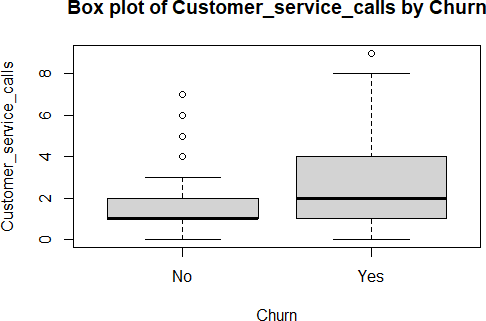 Box plot of Customer_service_calls by Churn
Customer_service_calls
8
6
4
2
0
No Yes
Churn